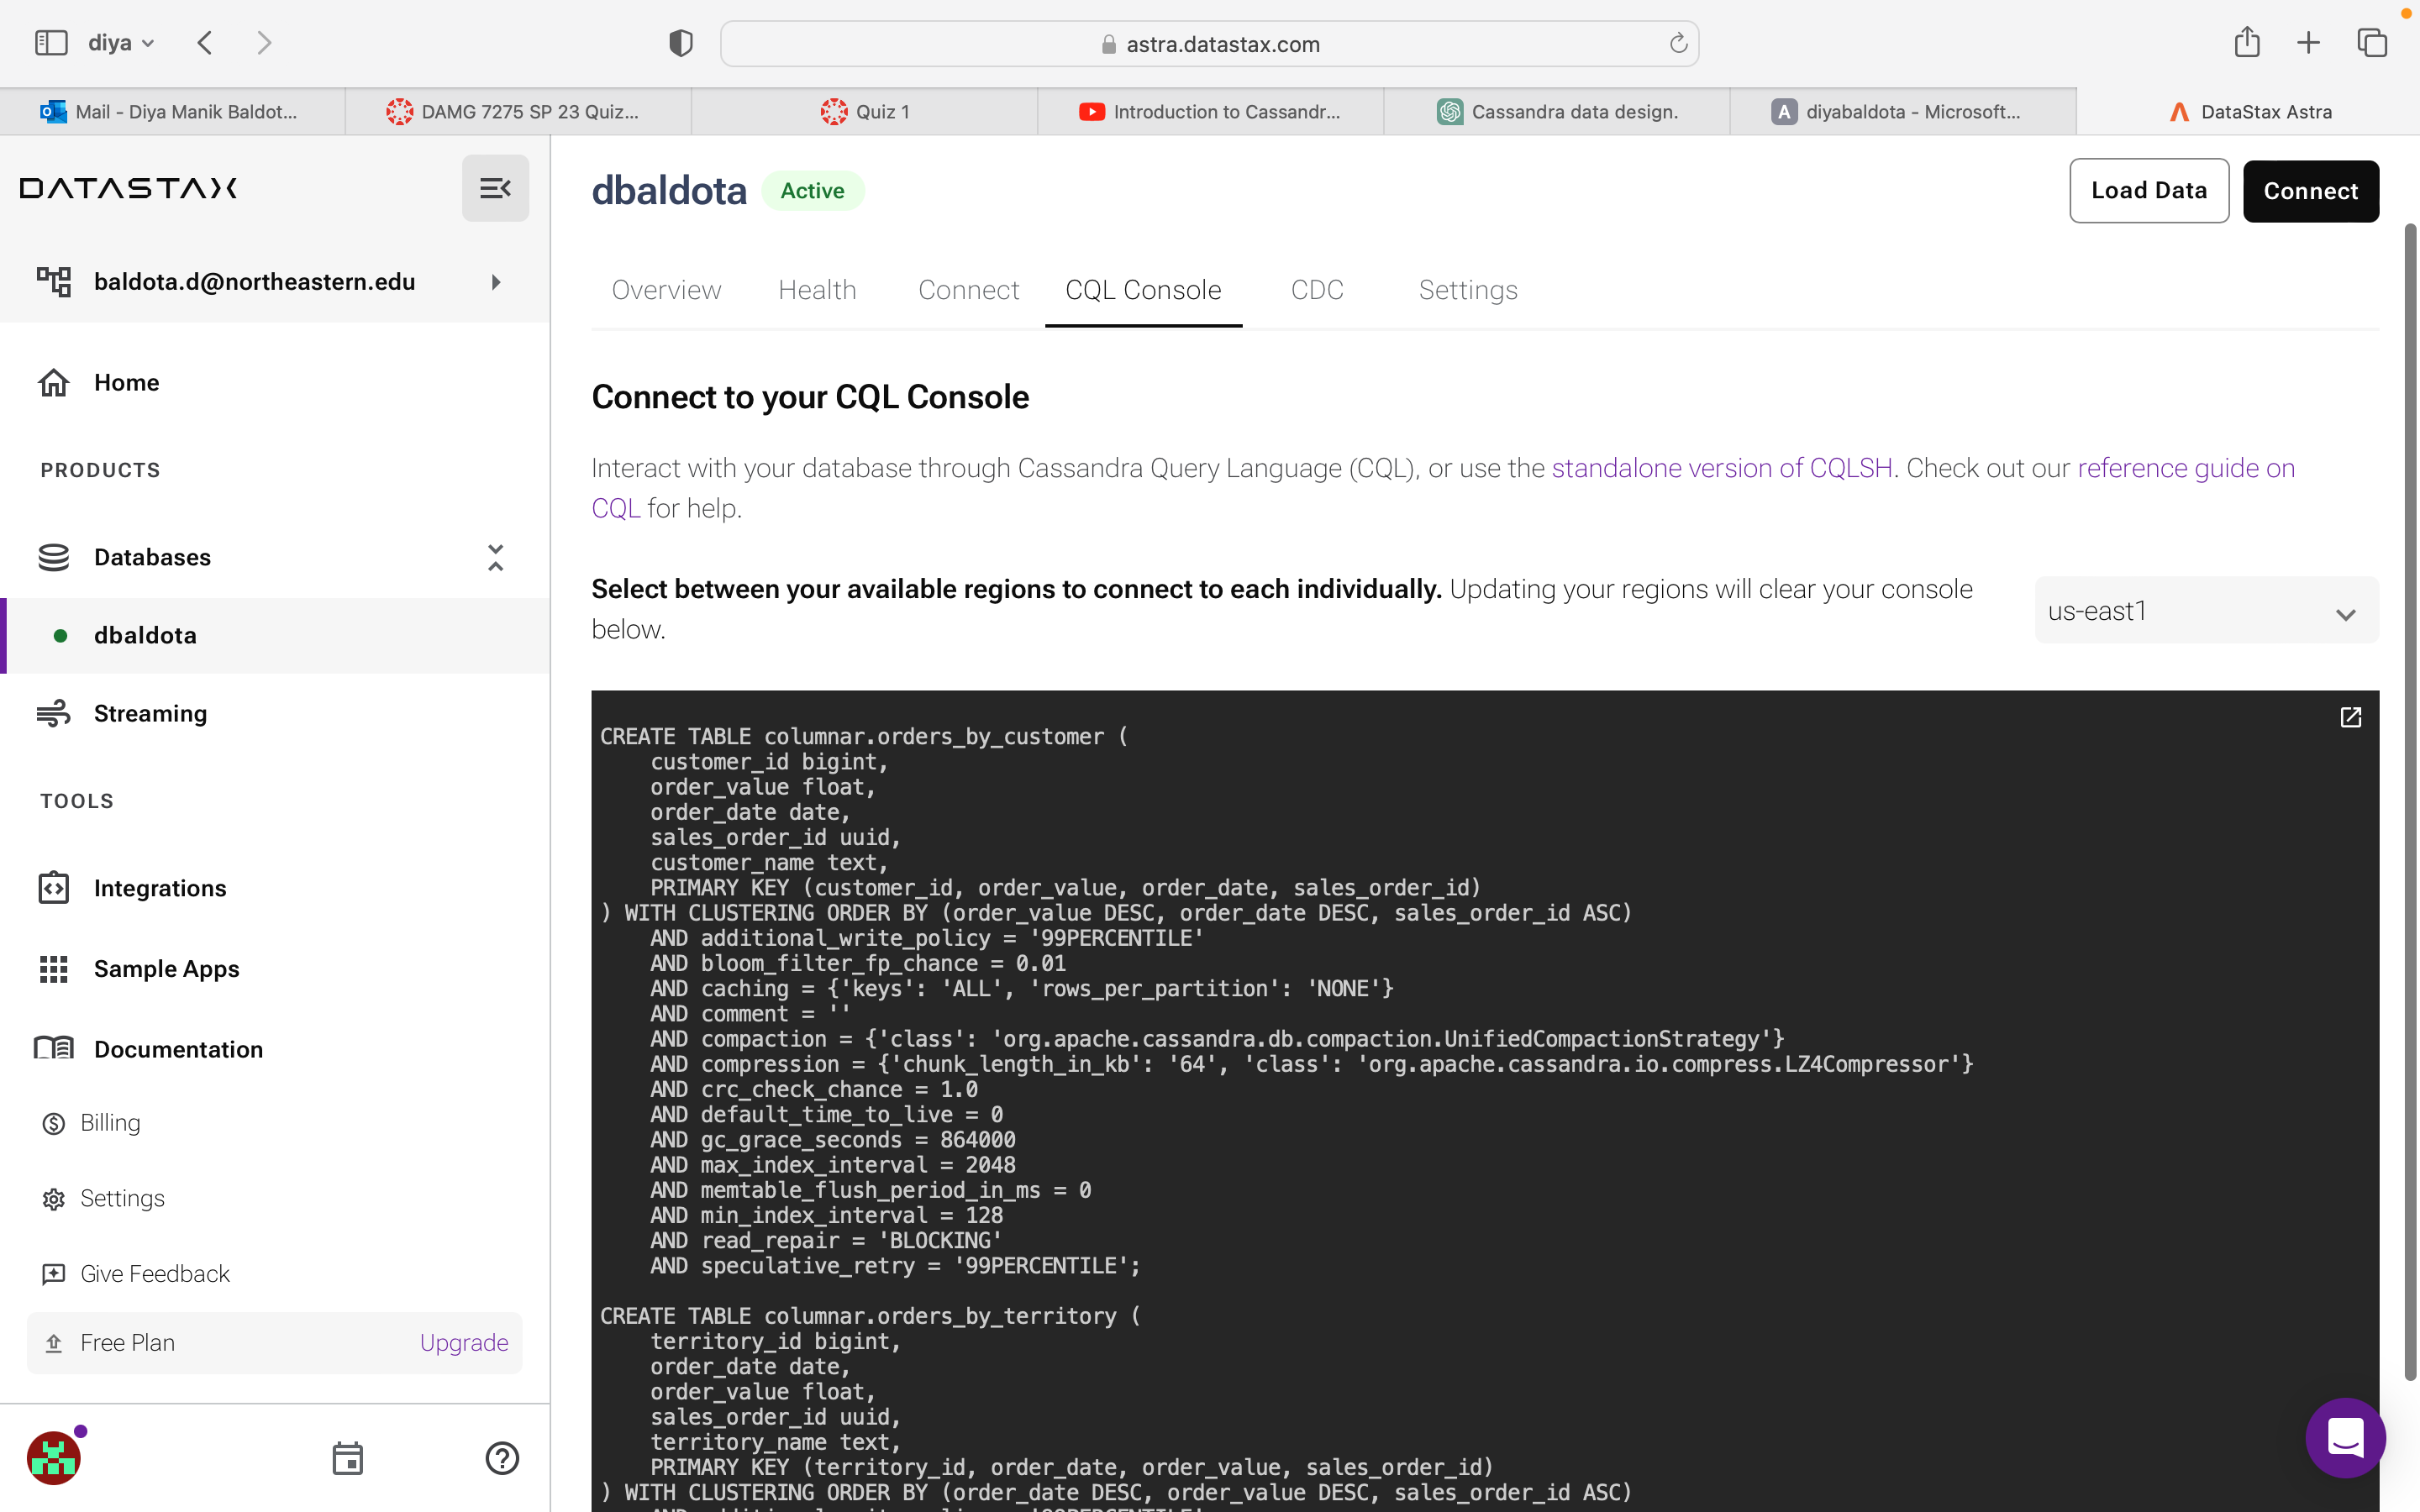 diya
astra.datastax.com
Mail - Diya Manik Baldot...
DAMG 7275 SP 23 Quiz...
Quiz 1
Introduction to Cassandr...
Cassandra data design.
A diyabaldota - Microsoft...
DataStax Astra
DATASTAX
baldota.d@northeastern.edu
Home
PRODUCTS
Databases
dbaldota
Streaming
TOOLS
Integrations
Sample Apps
Documentation
Billing
Settings
Give Feedback
Free Plan
Upgrade
dbaldota
Active
Load Data
Connect
Overview
Health
Connect
CQL Console
CDC
Settings
Connect to your CQL Console
Interact with your database through Cassandra Query Language (CQL), or use the standalone version of CQLSH. Check out our reference guide on
CQL for help.
Select between your available regions to connect to each individually. Updating your regions will clear your console
below.
us-east1
CREATE TABLE columnar.orders_by_customer (
    customer_id bigint,
    order_value float,
    order_date date,
    sales_order_id uuid,
    customer_name text,
    PRIMARY KEY (customer_id, order_value, order_date, sales_order_id)
) WITH CLUSTERING ORDER BY (order_value DESC, order_date DESC, sales_order_id ASC)
    AND additional_write_policy = '99PERCENTILE'
    AND bloom_filter_fp_chance = 0.01
    AND caching = {'keys': 'ALL', 'rows_per_partition': 'NONE'}
    AND comment = ''
    AND compaction = {'class': 'org.apache.cassandra.db.compaction.UnifiedCompactionStrategy'}
    AND compression = {'chunk_length_in_kb': '64', 'class': 'org.apache.cassandra.io.compress.LZ4Compressor'}
    AND crc_check_chance = 1.0
    AND default_time_to_live = 0
    AND gc_grace_seconds = 864000
    AND max_index_interval = 2048
    AND memtable_flush_period_in_ms = 0
    AND min_index_interval = 128
    AND read_repair = 'BLOCKING'
    AND speculative_retry = '99PERCENTILE';
CREATE TABLE columnar.orders_by_territory (
    territory_id bigint,
    order_date date,
    order_value float,
    sales_order_id uuid,
    territory_name text,
    PRIMARY KEY (territory_id, order_date, order_value, sales_order_id)
) WITH CLUSTERING ORDER BY (order_date DESC, order_value DESC, sales_order_id ASC)